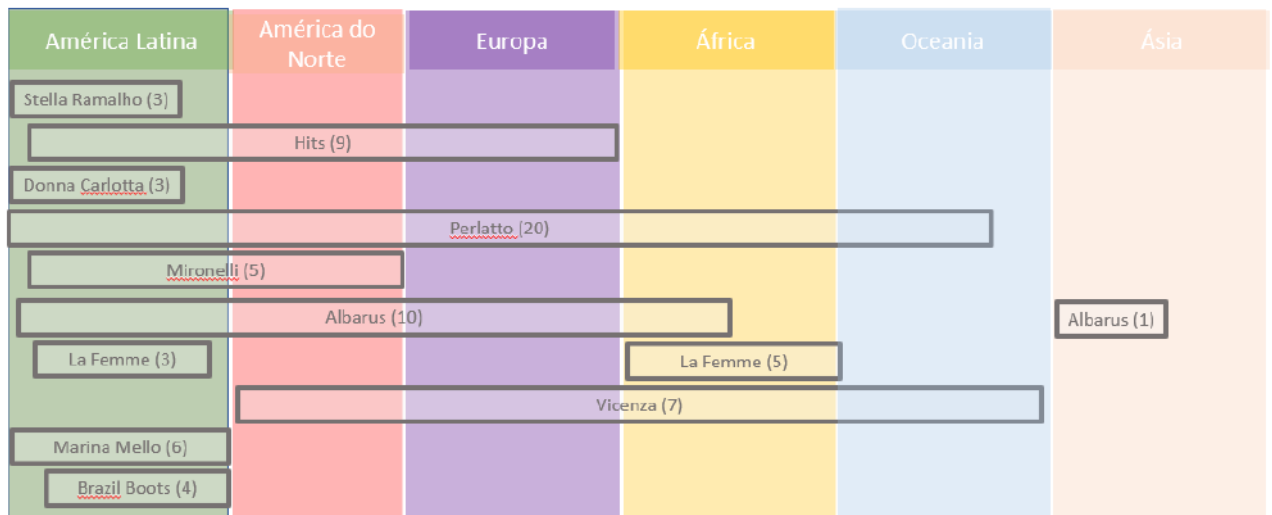 América Latina
América do
Norte
Europa
África
Oceania
Ásia
Stella Ramalho (3)
Hits (9)
Donna Carlotta (3)
Perlatto (20)
Mironelli (5)
Albarus (10)
Albarus (1)
La Femme (3)
La Femme (5)
Vicenza (7)
Marina Mello (6)
Brazil Boots (4)